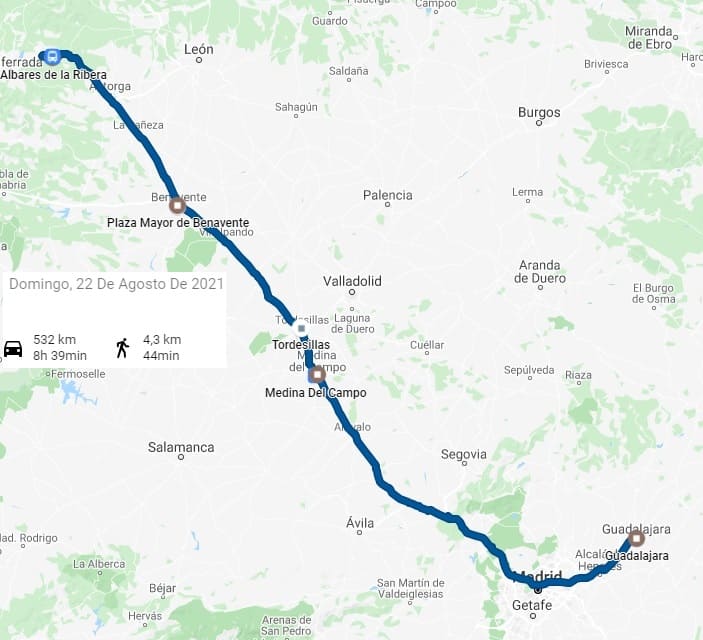 Campoo
Guardo
Miranda
de Ebro
León
Briviesca
Haro
ferrada
Saldaña
Albares de la Ribera
Astorga
Sahagún
Burgos
La Bañeza
Palencia
Lerma
Benavente
Plaza Mayor de Benavente
Villalpando
Aranda
de Duero
Valladolid
El Burgo
de Osma
Domingo, 22 De Agosto De 2021
Tordesillas
Laguna
de Duero
532 km
8h 39min
4,3 km
44min
Tordesillas
Cuéllar
Medina
del Campo
Fermoselle
Sepúlveda
Riaza
Medina Del Campo
Arévalo
Salamanca
Segovia
Ávila
Guadalajara
dad. Rodrigo
Guadalajara
Alcalá
Henares
La Alberca
Madrid
Béjar
San Martín de
Valdeiglesias
Getafe
Hervás
Arenas de
San Pedro